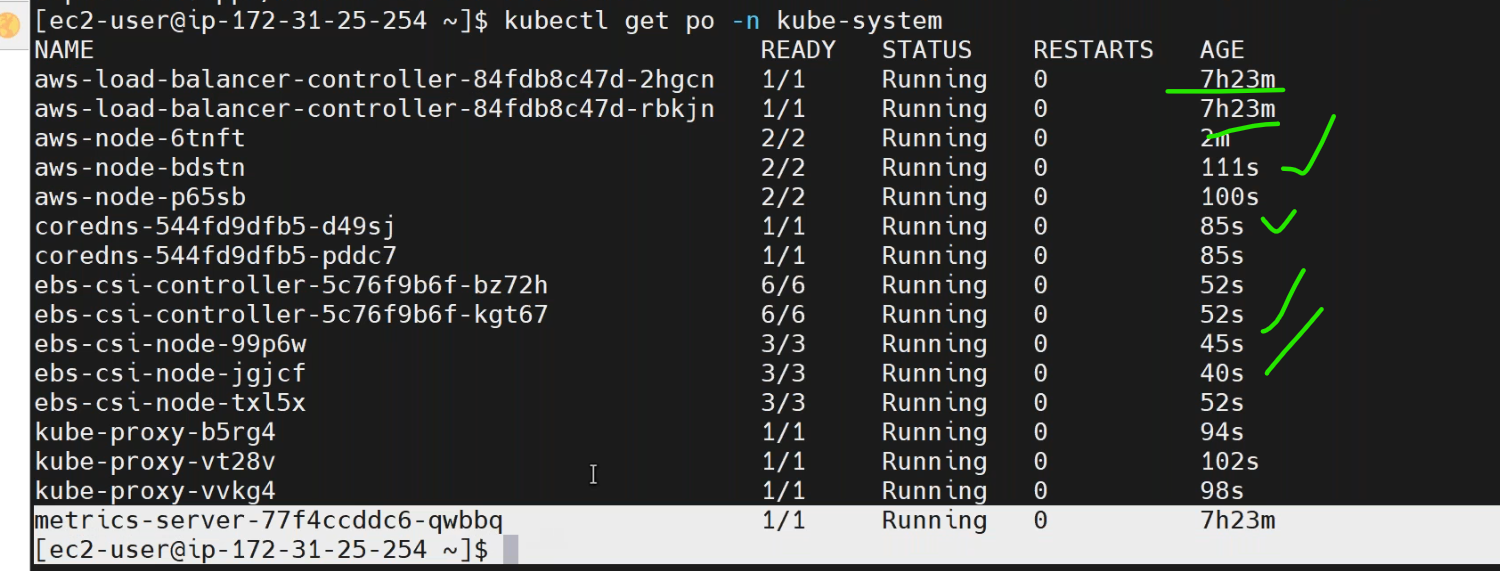 [ec2-user@ip-172-31-25-254 ~]$ kubectl get po -n kube-system
NAME READY STATUS RESTARTS AGE
aws-load-balancer-controller-84fdb8c47d-2hgcn 1/1 Running 0 7h23m
aws-load-balancer-controller-84fdb8c47d-rbkjn 1/1 Running 0 7h23m
aws-node-6tnft 2/2 Running 0 2m
aws-node-bdstn 2/2 Running 0 111s
aws-node-p65sb 2/2 Running 0 100s
coredns-544fd9dfb5-d49sj 1/1 Running 0 85s
coredns-544fd9dfb5-pddc7 1/1 Running 0 85s
ebs-csi-controller-5c76f9b6f-bz72h 6/6 Running 0 52s
ebs-csi-controller-5c76f9b6f-kgt67 6/6 Running 0 52s
ebs-csi-node-99p6w 3/3 Running 0 45s
ebs-csi-node-jgjcf 3/3 Running 0 40s
ebs-csi-node-txl5x 3/3 Running 0 52s
kube-proxy-b5rg4 1/1 Running 0 94s
kube-proxy-vt28v 1/1 Running 0 102s
kube-proxy-vvkg4 1/1 Running 0 98s
metrics-server-77f4ccddc6-qwbbq 1/1 Running 0 7h23m
[ec2-user@ip-172-31-25-254 ~]$